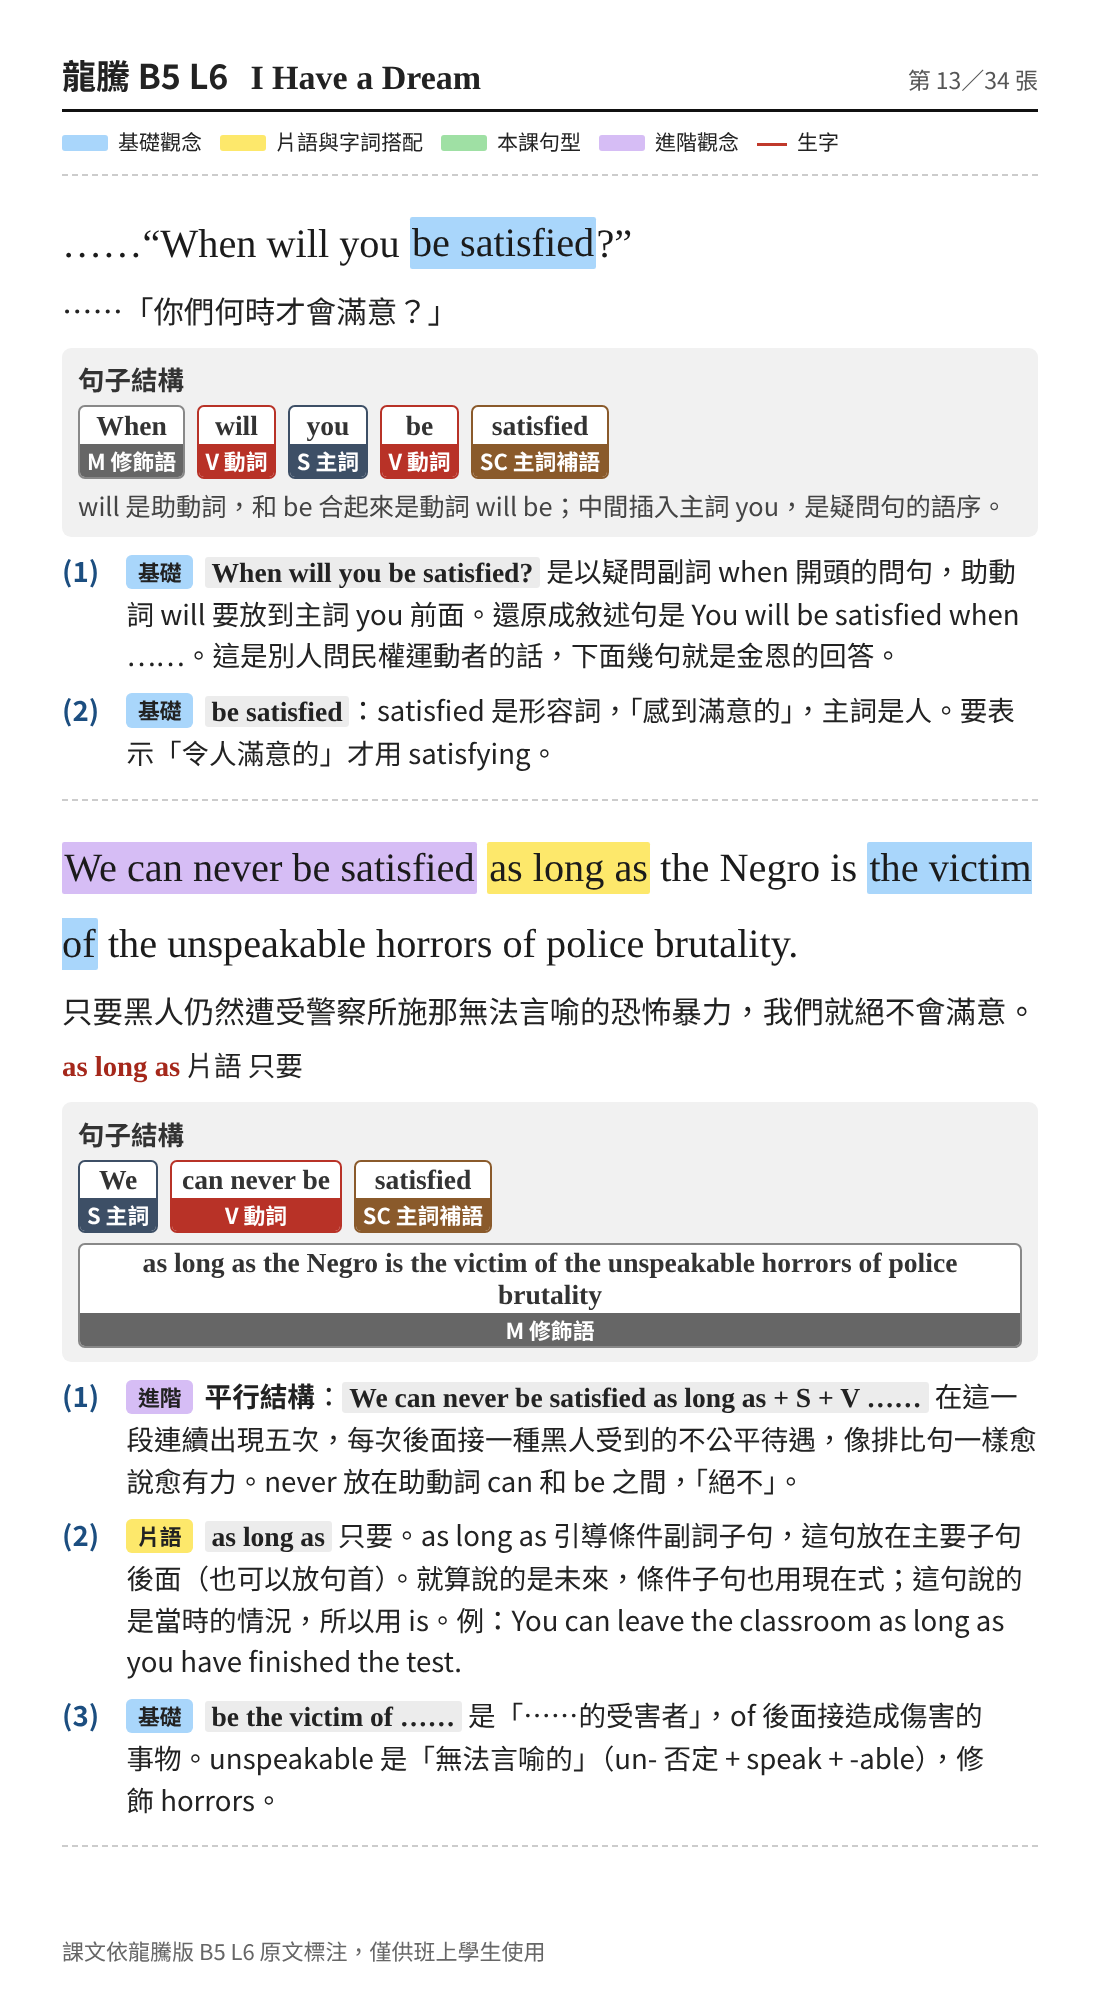 龍騰 B5 L6 I Have a Dream
第 13／34 張
基礎觀念 片語與字詞搭配 本課句型 進階觀念 生字
……“When will you be satisfied?”
……「你們何時才會滿意？」
句子結構
When will you be satisfied
M 修飾語 V 動詞 S 主詞 V 動詞 SC 主詞補語
will 是助動詞，和 be 合起來是動詞 will be；中間插入主詞 you，是疑問句的語序。
(1) 基礎 When will you be satisfied? 是以疑問副詞 when 開頭的問句，助動
詞 will 要放到主詞 you 前面。還原成敘述句是 You will be satisfied when
……。這是別人問民權運動者的話，下面幾句就是金恩的回答。
(2) 基礎 be satisfied：satisfied 是形容詞，「感到滿意的」，主詞是人。要表
示「令人滿意的」才用 satisfying。
We can never be satisfied as long as the Negro is the victim
of the unspeakable horrors of police brutality.
只要黑人仍然遭受警察所施那無法言喻的恐怖暴力，我們就絕不會滿意。
as long as 片語 只要
句子結構
We can never be satisfied
S 主詞 V 動詞 SC 主詞補語
as long as the Negro is the victim of the unspeakable horrors of police
brutality
M 修飾語
(1) 進階 平行結構：We can never be satisfied as long as + S + V …… 在這一
段連續出現五次，每次後面接一種黑人受到的不公平待遇，像排比句一樣愈
說愈有力。never 放在助動詞 can 和 be 之間，「絕不」。
(2) 片語 as long as 只要。as long as 引導條件副詞子句，這句放在主要子句
後面（也可以放句首）。就算說的是未來，條件子句也用現在式；這句說的
是當時的情況，所以用 is。例：You can leave the classroom as long as
you have finished the test.
(3) 基礎 be the victim of …… 是「……的受害者」，of 後面接造成傷害的
事物。unspeakable 是「無法言喻的」（un- 否定 + speak + -able），修
飾 horrors。
課文依龍騰版 B5 L6 原文標注，僅供班上學生使用